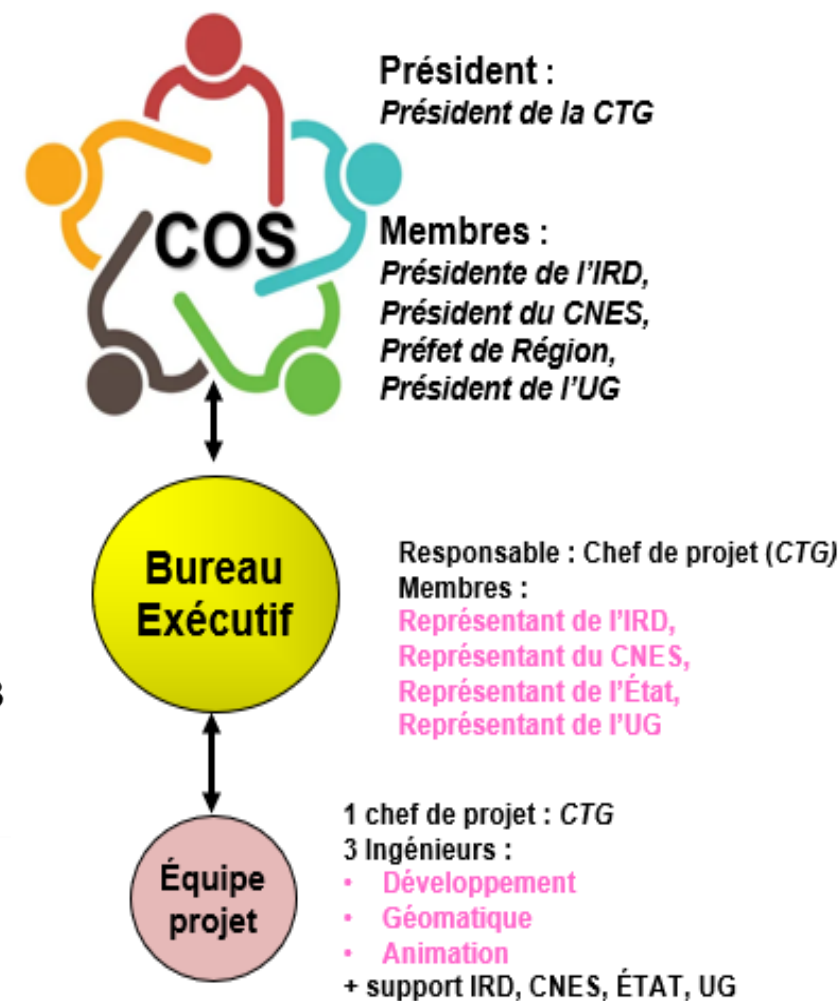 Président :
Président de la CTG
COS
Membres :
Présidente de l'IRD,
Président du CNES,
Préfet de Région,
Président de l'UG
Bureau
Exécutif
Responsable : Chef de projet (CTG)
Membres :
Représentant de l'IRD,
Représentant du CNES,
Représentant de l'État,
Représentant de l'UG
Équipe
projet
1 chef de projet : CTG
3 Ingénieurs :
• Développement
• Géomatique
• Animation
+ support IRD, CNES, ÉTAT, UG